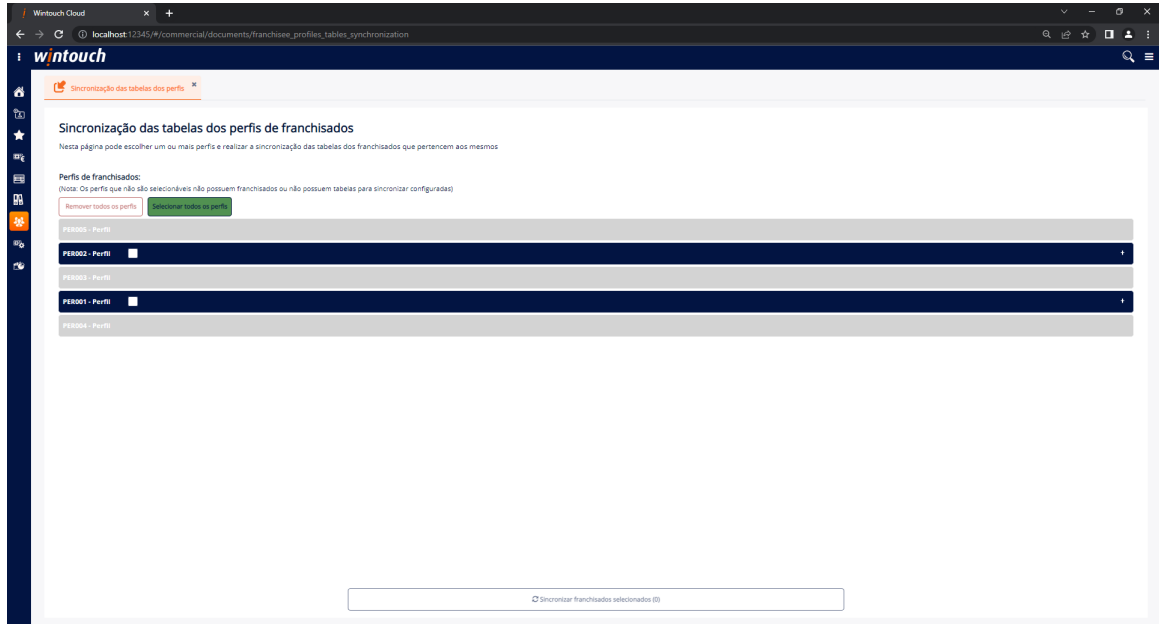 Wintouch Cloud
localhost:12345/#/commercial/documents/franchisee_profiles_tables_synchronization
wintouch
Sincronização das tabelas dos perfis
Sincronização das tabelas dos perfis de franchisados
Nesta página pode escolher um ou mais perfis e realizar a sincronização das tabelas dos franchisados que pertencem aos mesmos
Perfis de franchisados:
(Nota: Os perfis que não são selecionáveis não possuem franchisados ou não possuem tabelas para sincronizar configuradas)
Remover todos os perfis Selecionar todos os perfis
PER005 - Perfil
PER002 - Perfil +
PER003 - Perfil
PER001 - Perfil +
PER004 - Perfil
Sincronizar franchisados selecionados (0)